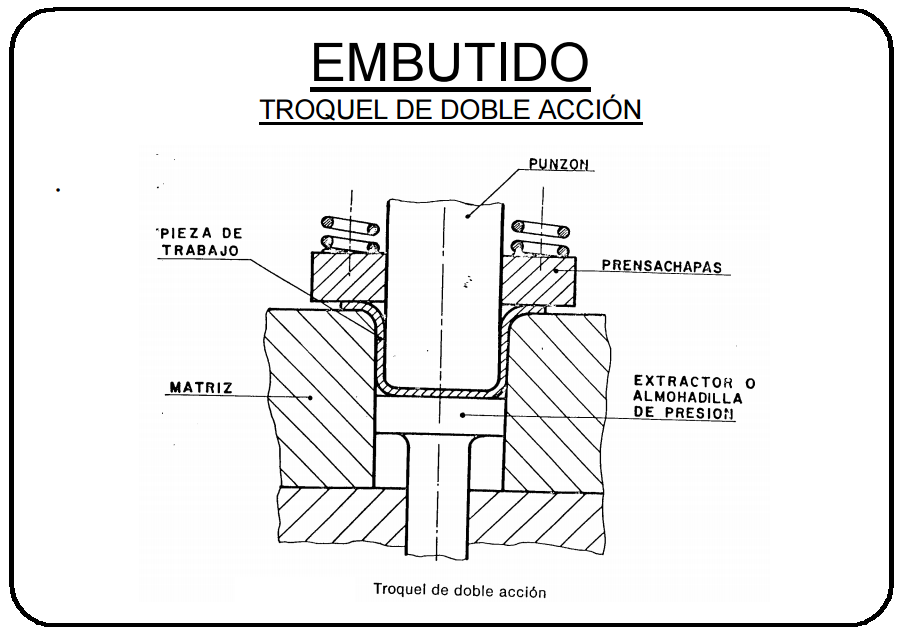 EMBUTIDO
TROQUEL DE DOBLE ACCIÓN
PUNZON
PIEZA DE
TRABAJO
PRENSACHAPAS
MATRIZ
EXTRACTOR O
ALMOHADILLA
DE PRESION
Troquel de doble acción